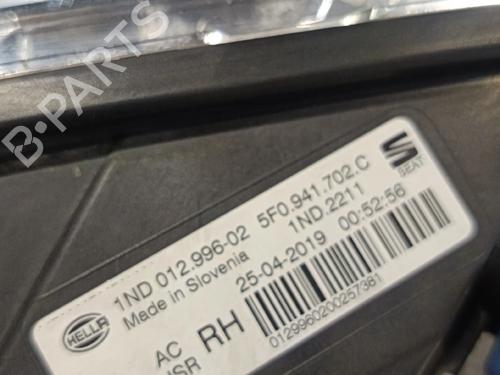 B-PARTS
SEAT
1ND 012.996-02 5F0.941.702.C
Made in Slovenia 1ND.2211
25-04-2019 00:52:56
HELLA
AC RH
0129960200257381